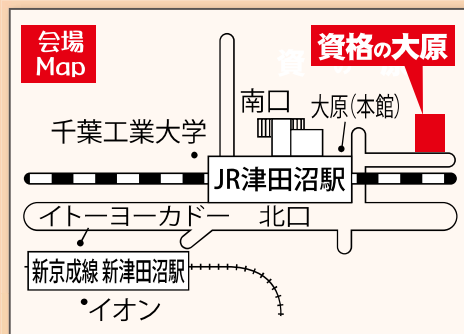 会場
Map
資格の大原
南口
大原(本館)
千葉工業大学
JR津田沼駅
イトーヨーカドー
北口
新京成線 新津田沼駅
イオン